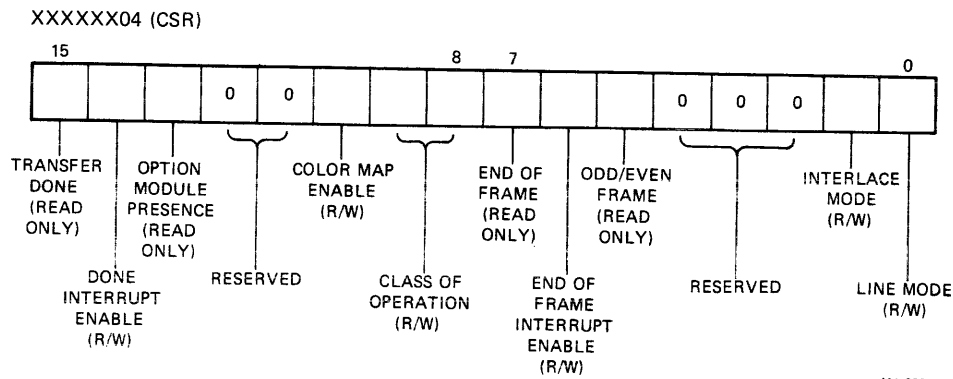 XXXXXX04 (CSR)
15 8 7 0
0 0 0 0 0
TRANSFER
DONE
(READ
ONLY)
DONE
INTERRUPT
ENABLE
(R/W)
OPTION
MODULE
PRESENCE
(READ
ONLY)
RESERVED
COLOR MAP
ENABLE
(R/W)
CLASS OF
OPERATION
(R/W)
END OF
FRAME
(READ
ONLY)
END OF
FRAME
INTERRUPT
ENABLE
(R/W)
ODD/EVEN
FRAME
(READ
ONLY)
RESERVED
INTERLACE
MODE
(R/W)
LINE MODE
(R/W)